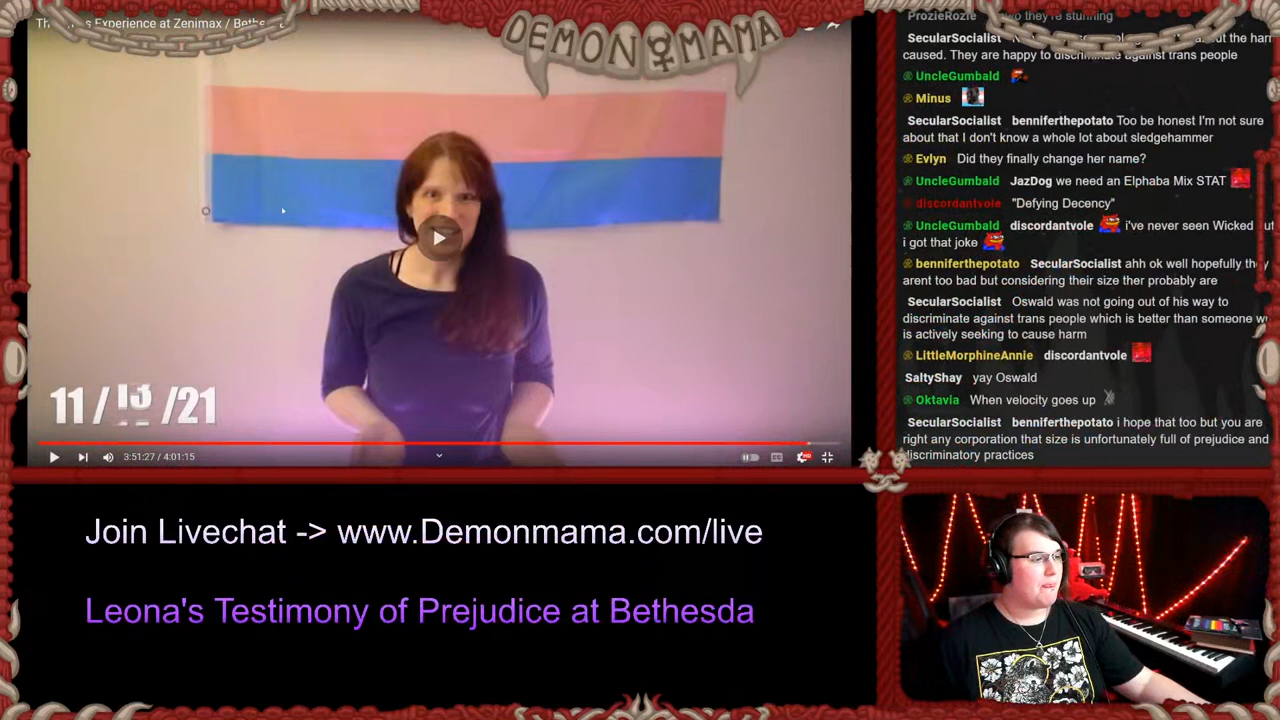 s Experience at Zenimax / Bethe
DEMON MAMA
11 / 13 /21
3:51:27 / 4:01:15
HD
Join Livechat -> www.Demonmama.com/live
Leona's Testimony of Prejudice at Bethesda
ProzieRozie they're stunning
SecularSocialist
caused. They are happy to discriminate against trans people
UncleGumbald
Minus
SecularSocialist benniferthepotato Too be honest I'm not sure
about that I don't know a whole lot about sledgehammer
Evlyn Did they finally change her name?
UncleGumbald JazDog we need an Elphaba Mix STAT
discordantvole "Defying Decency"
UncleGumbald discordantvole i've never seen Wicked
i got that joke
benniferthepotato SecularSocialist ahh ok well hopefully they
arent too bad but considering their size ther probably are
SecularSocialist Oswald was not going out of his way to
discriminate against trans people which is better than someone
is actively seeking to cause harm
LittleMorphineAnnie discordantvole
SaltyShay yay Oswald
Oktavia When velocity goes up
SecularSocialist benniferthepotato i hope that too but you are
right any corporation that size is unfortunately full of prejudice and
discriminatory practices